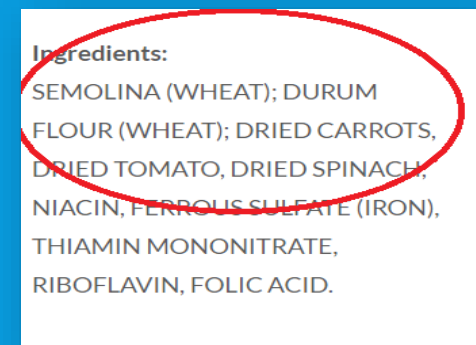 Ingredients:
SEMOLINA (WHEAT); DURUM
FLOUR (WHEAT); DRIED CARROTS,
DRIED TOMATO, DRIED SPINACH,
NIACIN, FERROUS SULFATE (IRON),
THIAMIN MONONITRATE,
RIBOFLAVIN, FOLIC ACID.